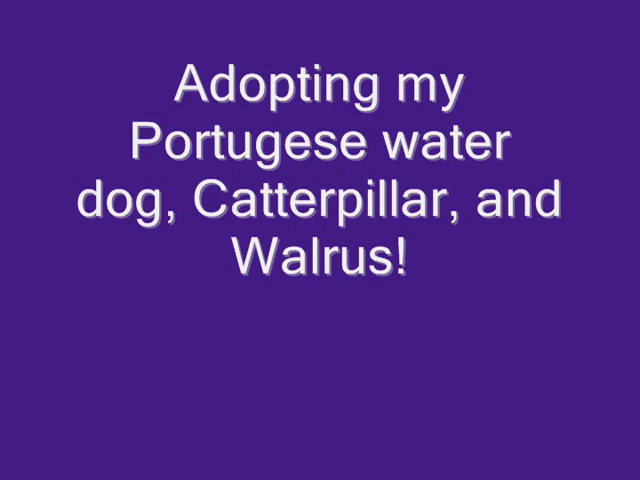 Adopting my
Portugese water
dog, Catterpillar, and
Walrus!